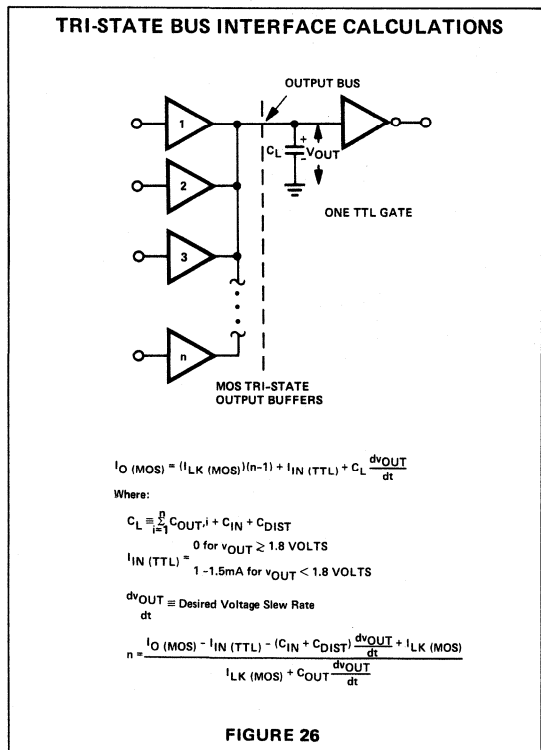 TRI-STATE BUS INTERFACE CALCULATIONS
OUTPUT BUS
1
2
3
n
+
-
C_L
V_OUT
ONE TTL GATE
MOS TRI-STATE
OUTPUT BUFFERS
I_O (MOS) = (I_LK (MOS))(n-1) + I_IN (TTL) + C_L dv_OUT/dt
Where:
C_L ≡ Σ_{i=1}^{n} C_OUT,i + C_IN + C_DIST
I_IN (TTL) = 0 for v_OUT ≥ 1.8 VOLTS
1 -1.5mA for v_OUT < 1.8 VOLTS
dv_OUT/dt ≡ Desired Voltage Slew Rate
n = (I_O (MOS) - I_IN (TTL) - (C_IN + C_DIST) dv_OUT/dt + I_LK (MOS)) / (I_LK (MOS) + C_OUT dv_OUT/dt)
FIGURE 26